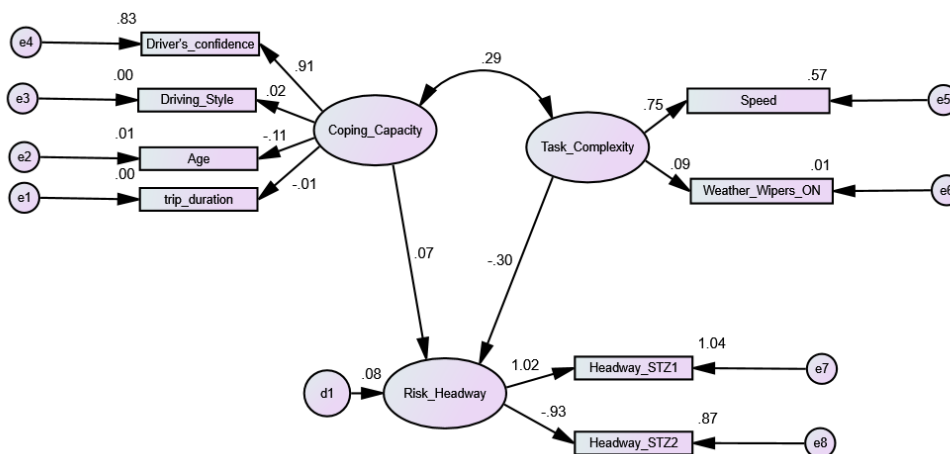 .83
e4
Driver's_confidence
.91
.29
.00
e3
Driving_Style
.02
.57
.75
Speed
e5
Coping_Capacity
Task_Complexity
.01
e2
Age
-.11
.09
.01
.00
e1
trip_duration
-.01
Weather_Wipers_ON
e6
.07
-.30
1.04
1.02
Headway_STZ1
e7
.08
d1
Risk_Headway
-.93
.87
Headway_STZ2
e8